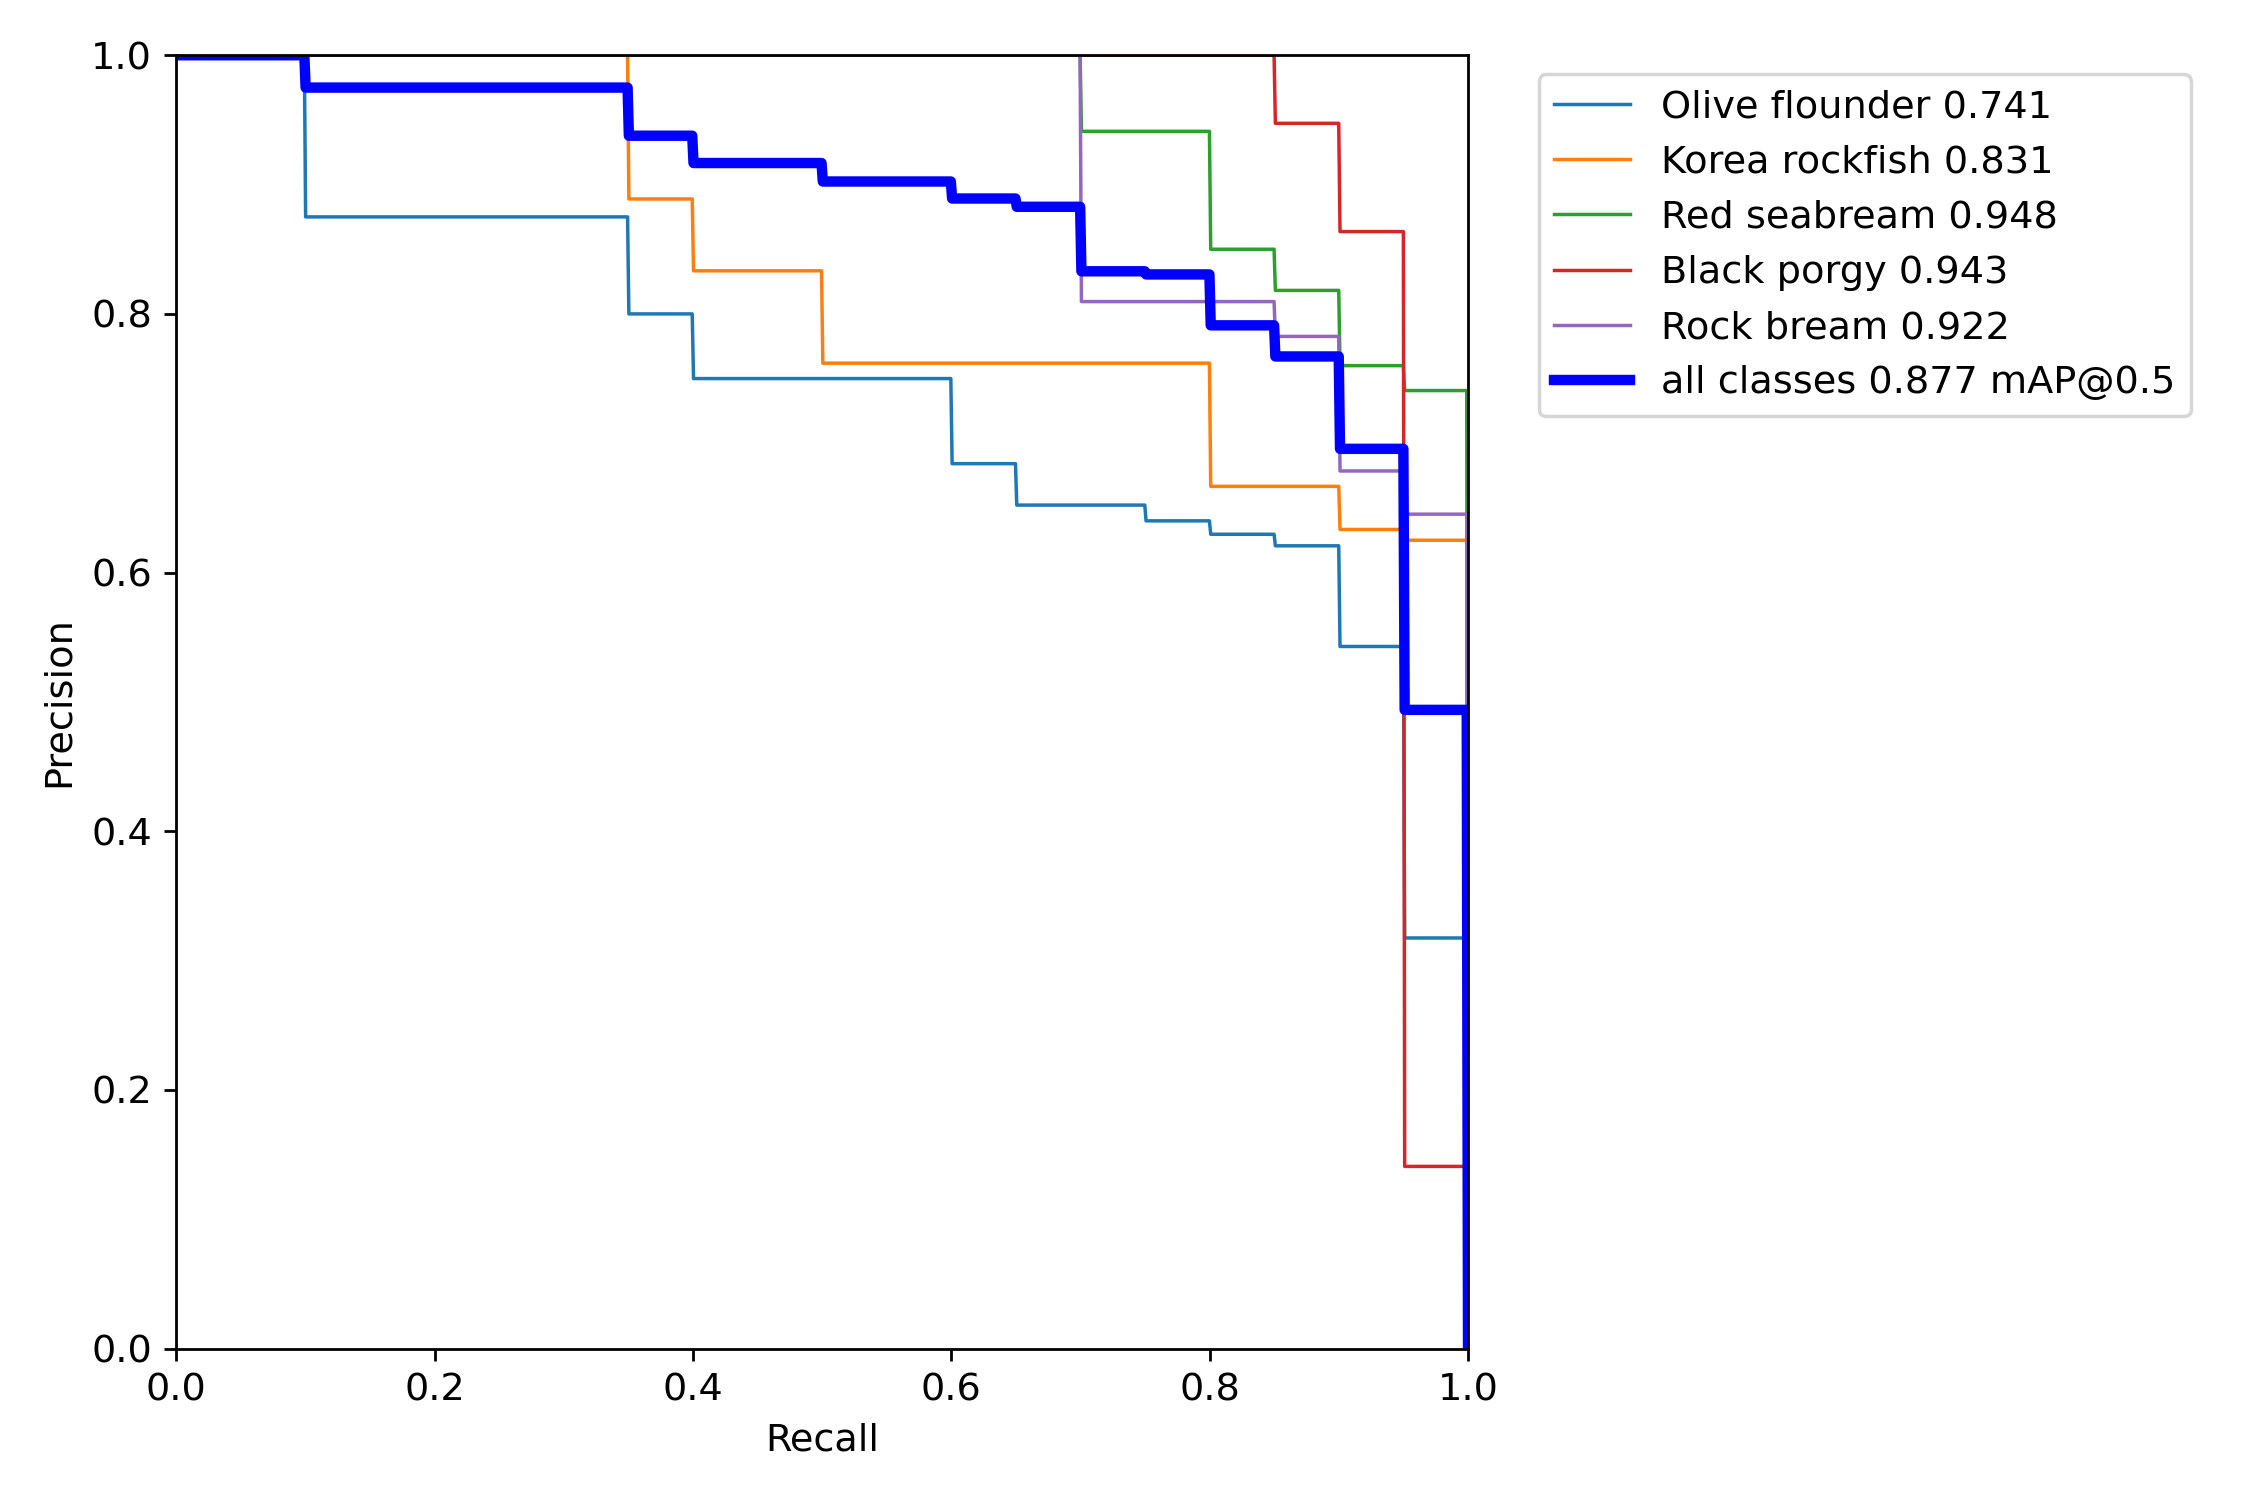 1.0
0.8
0.6
0.4
0.2
0.0
Precision
0.0 0.2 0.4 0.6 0.8 1.0
Recall
Olive flounder 0.741
Korea rockfish 0.831
Red seabream 0.948
Black porgy 0.943
Rock bream 0.922
all classes 0.877 mAP@0.5